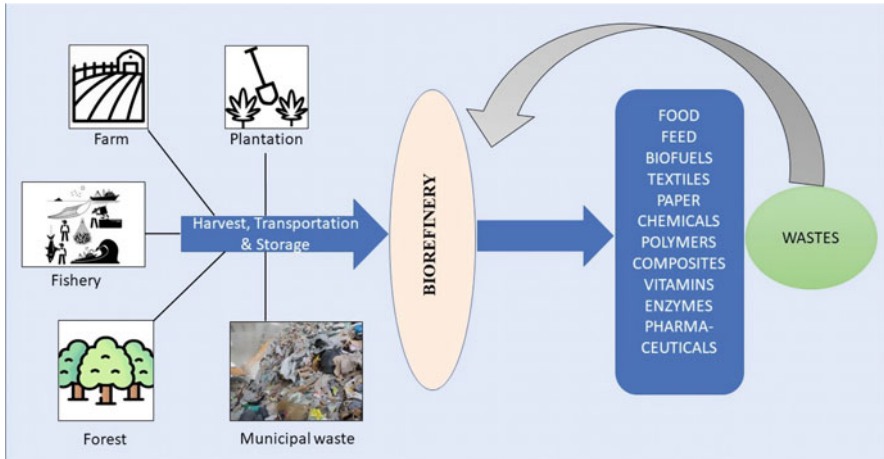 Farm
Plantation
Fishery
Harvest, Transportation
& Storage
Forest
Municipal waste
BIOREFINERY
FOOD
FEED
BIOFUELS
TEXTILES
PAPER
CHEMICALS
POLYMERS
COMPOSITES
VITAMINS
ENZYMES
PHARMA-
CEUTICALS
WASTES